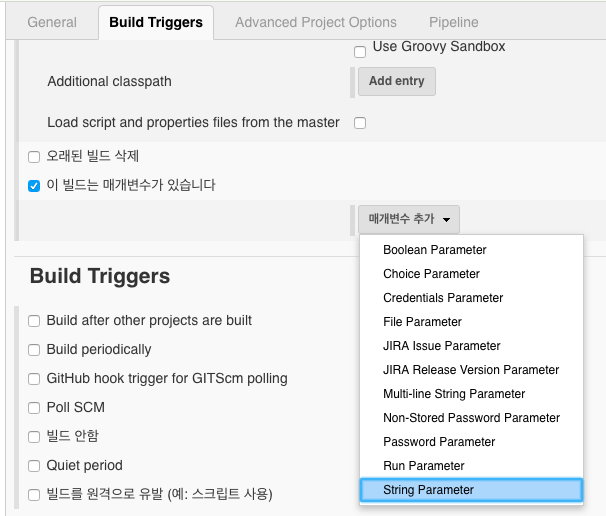 General
Build Triggers
Advanced Project Options
Pipeline
Use Groovy Sandbox
Additional classpath
Add entry
Load script and properties files from the master
오래된 빌드 삭제
이 빌드는 매개변수가 있습니다
매개변수 추가
Boolean Parameter
Choice Parameter
Credentials Parameter
File Parameter
JIRA Issue Parameter
JIRA Release Version Parameter
Multi-line String Parameter
Non-Stored Password Parameter
Password Parameter
Run Parameter
String Parameter
Build Triggers
Build after other projects are built
Build periodically
GitHub hook trigger for GITScm polling
Poll SCM
빌드 안함
Quiet period
빌드를 원격으로 유발 (예: 스크립트 사용)